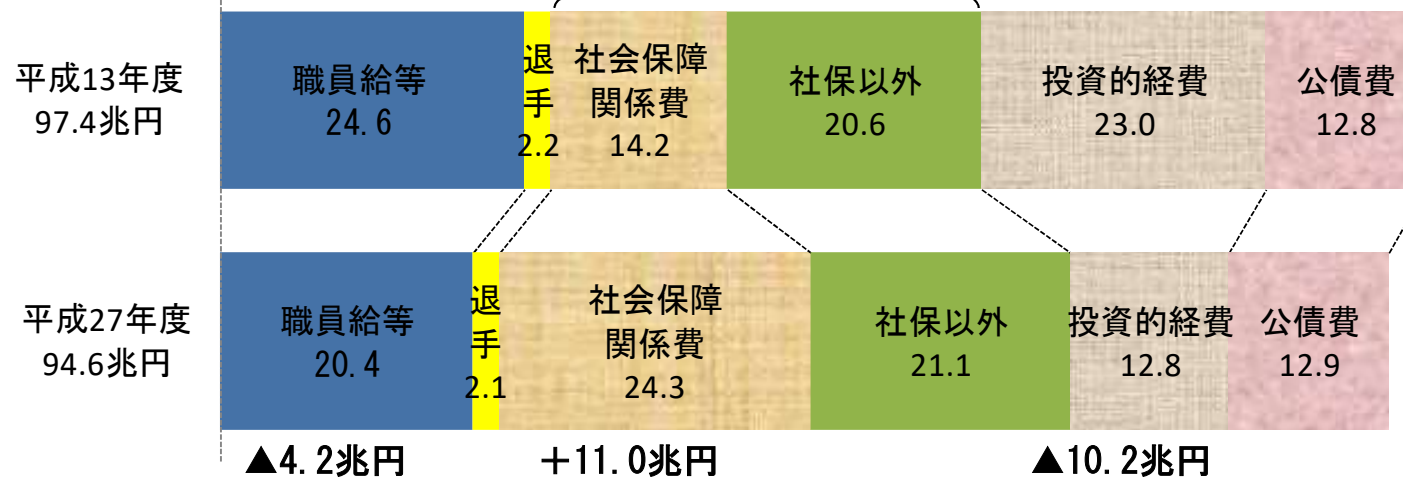 平成13年度
97.4兆円
職員給等
24.6
退
手
2.2
社会保障
関係費
14.2
社保以外
20.6
投資的経費
23.0
公債費
12.8
平成27年度
94.6兆円
職員給等
20.4
退
手
2.1
社会保障
関係費
24.3
社保以外
21.1
投資的経費
12.8
公債費
12.9
▲4.2兆円
＋11.0兆円
▲10.2兆円